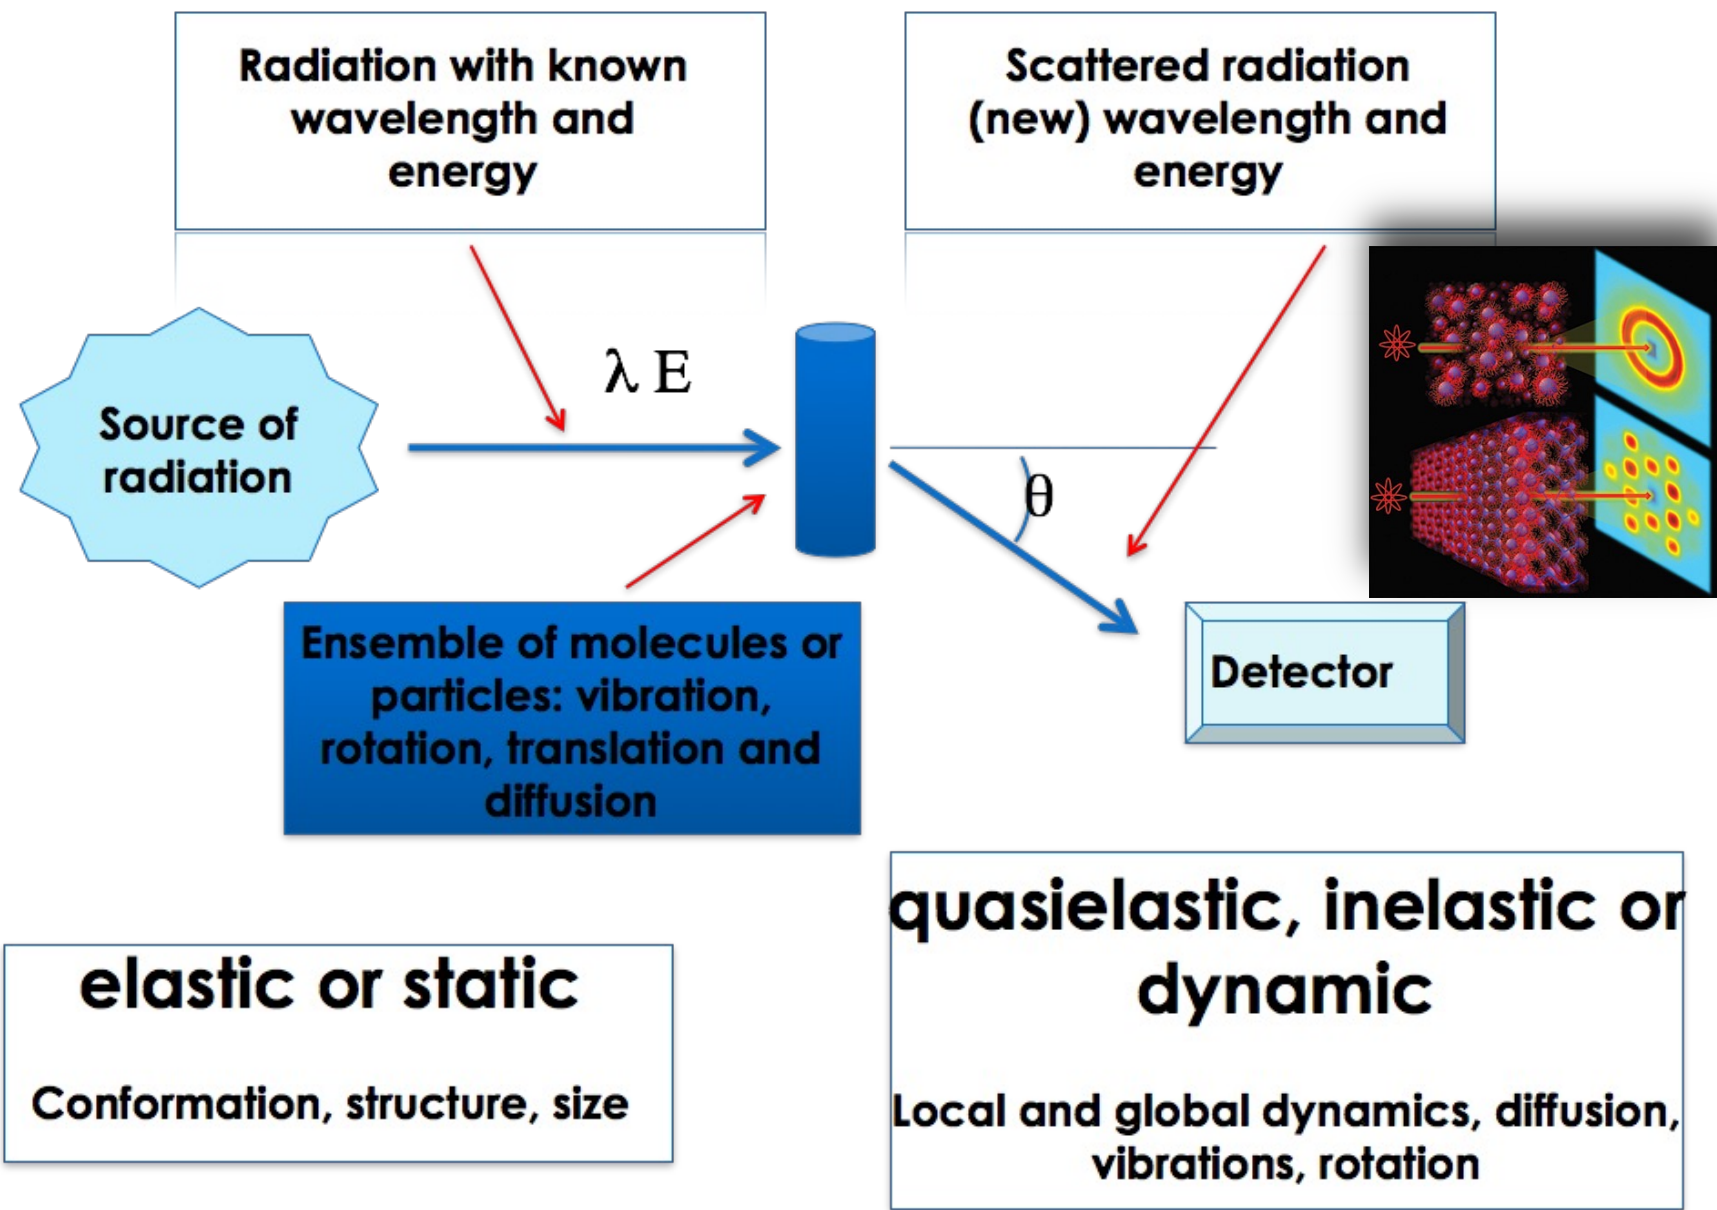 Radiation with known
wavelength and
energy
Scattered radiation
(new) wavelength and
energy
Source of
radiation
λ E
θ
Ensemble of molecules or
particles: vibration,
rotation, translation and
diffusion
Detector
elastic or static
Conformation, structure, size
quasielastic, inelastic or
dynamic
Local and global dynamics, diffusion,
vibrations, rotation